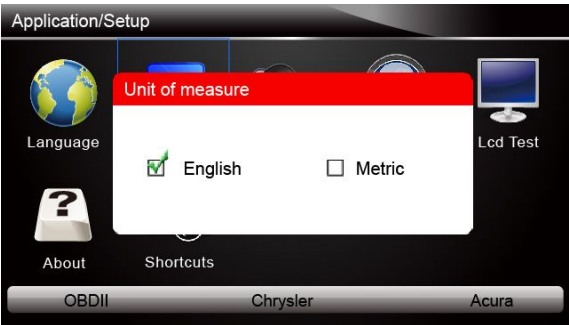 Application/Setup
Unit of measure
Language
Lcd Test
English Metric
?
About Shortcuts
OBDII Chrysler Acura